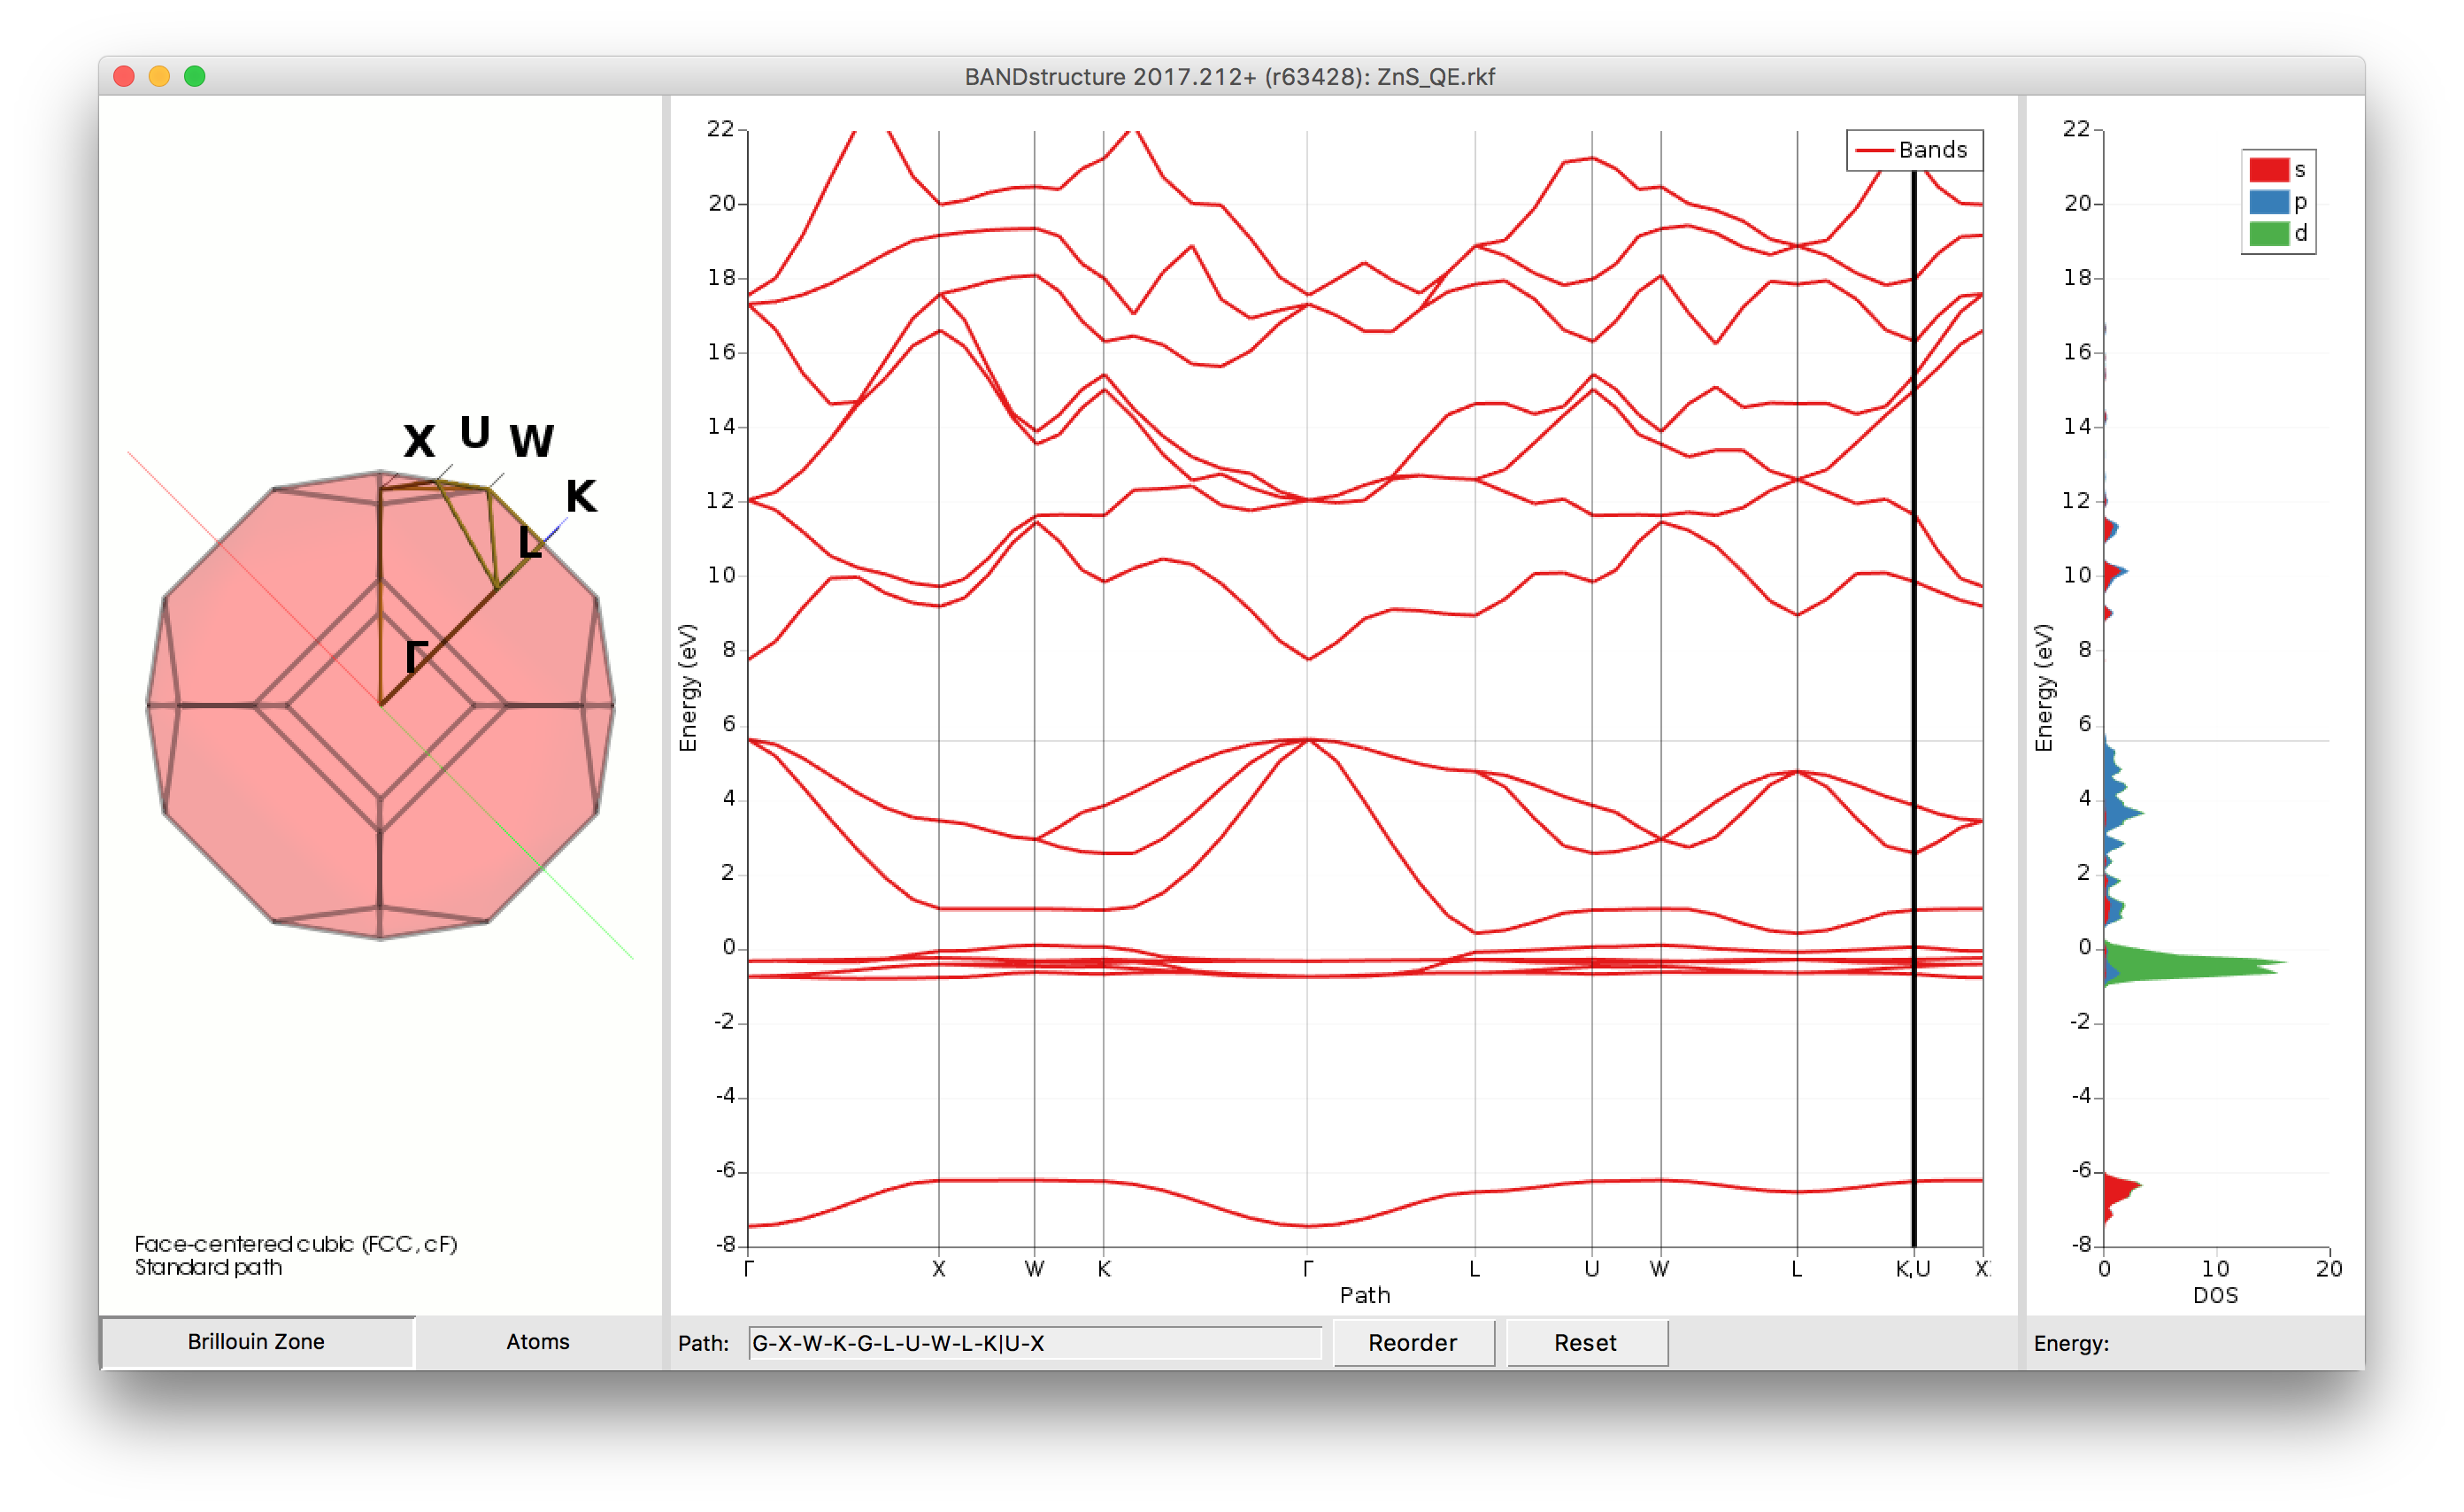 BANDstructure 2017.212+ (r63428): ZnS_QE.rkf
X U W
K
L
Γ
Face-centered cubic (FCC, cF)
Standard path
Brillouin Zone
Atoms
22
20
18
16
14
12
10
8
6
4
2
0
-2
-4
-6
-8
Energy (eV)
Bands
Γ X W K Γ L U W L K,U X
Path
Path:
G-X-W-K-G-L-U-W-L-K|U-X
Reorder
Reset
22
20
18
16
14
12
10
8
6
4
2
0
-2
-4
-6
-8
Energy (eV)
s
p
d
0 10 20
DOS
Energy: